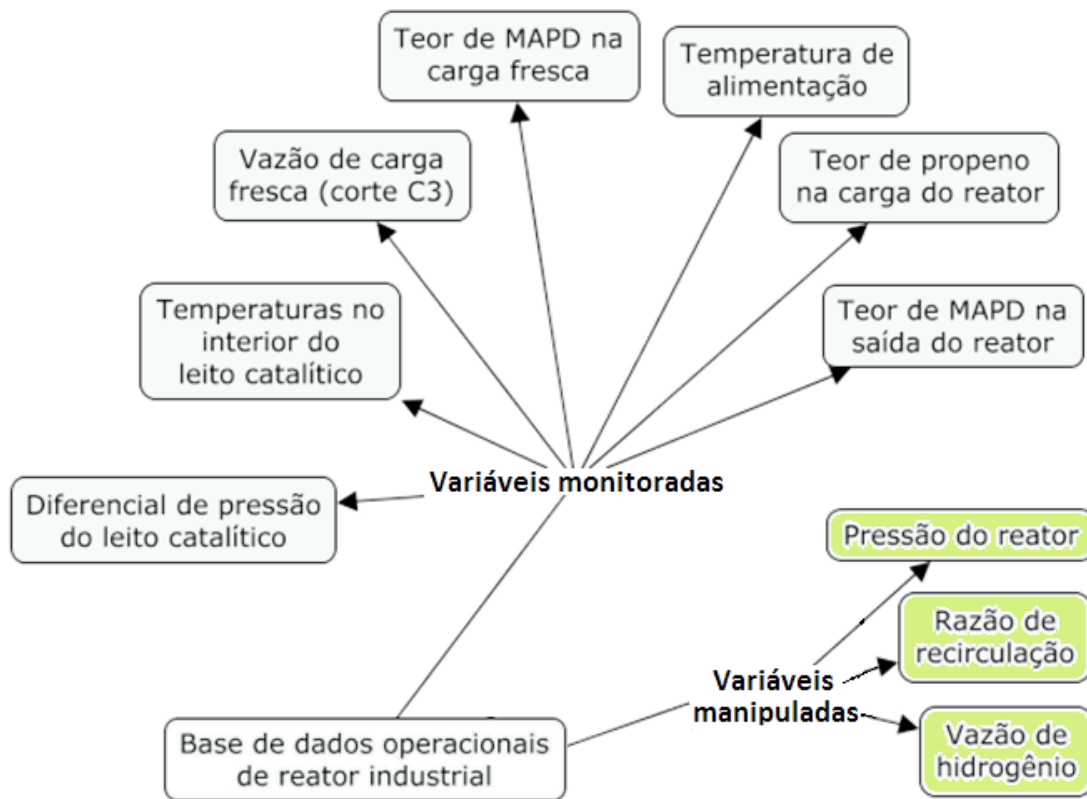 Teor de MAPD na
carga fresca
Temperatura de
alimentação
Vazão de carga
fresca (corte C3)
Teor de propeno
na carga do reator
Temperaturas no
interior do
leito catalítico
Teor de MAPD na
saída do reator
Variáveis monitoradas
Diferencial de pressão
do leito catalítico
Pressão do reator
Razão de
recirculação
Variáveis
manipuladas
Vazão de
hidrogênio
Base de dados operacionais
de reator industrial